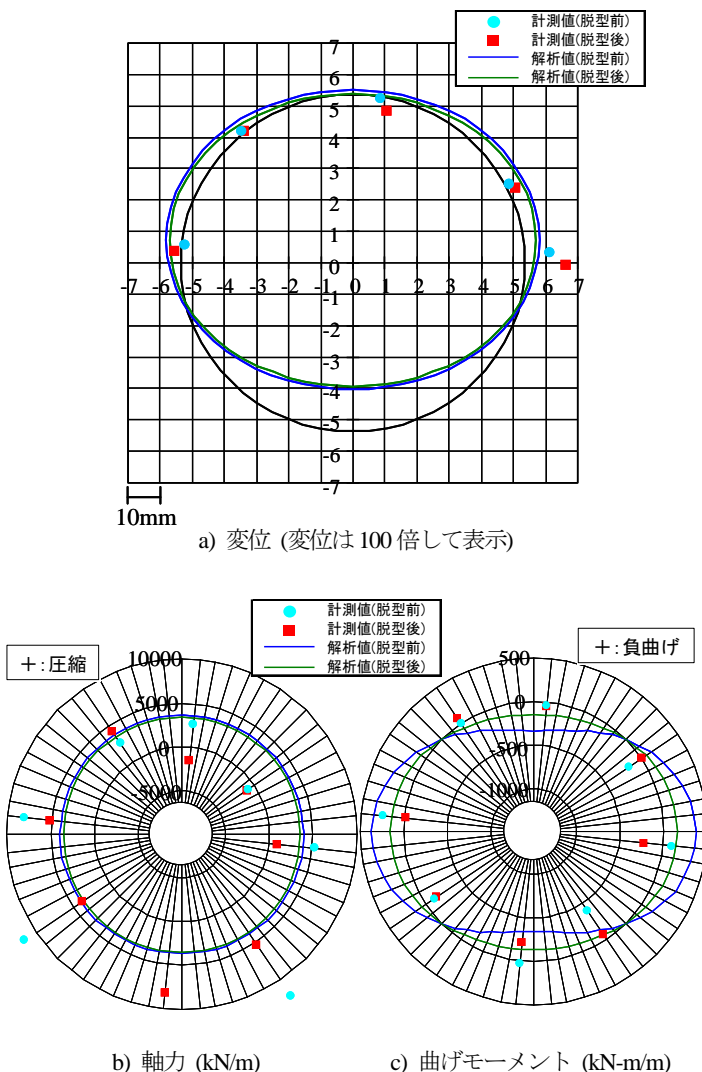 計測値(脱型前)
計測値(脱型後)
解析値(脱型前)
解析値(脱型後)
7
6
5
4
3
2
1
0
-7 -6 -5 -4 -3 -2 -1 0 1 2 3 4 5 6 7
-1
-2
-3
-4
-5
-6
-7
10mm
a) 変位 (変位は 100 倍して表示)
計測値(脱型前)
計測値(脱型後)
解析値(脱型前)
解析値(脱型後)
+:圧縮
10000
5000
0
-5000
+:負曲げ
500
0
-500
-1000
b) 軸力 (kN/m)
c) 曲げモーメント (kN-m/m)